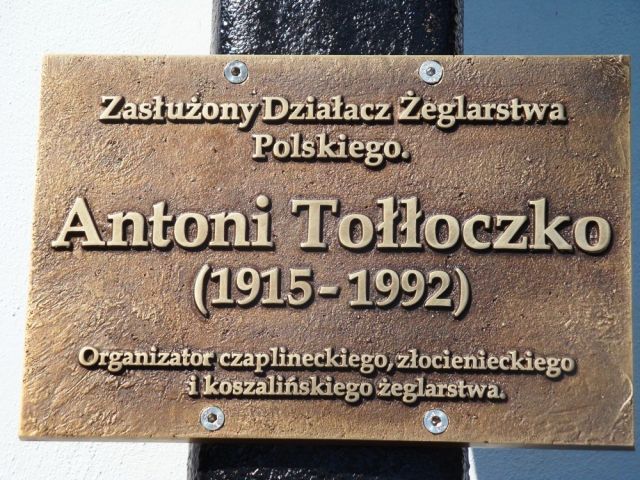 Zasłużony Działacz Żeglarstwa
Polskiego.
Antoni Tołłoczko
(1915 - 1992)
Organizator czaplineckiego, złocienieckiego
i koszalińskiego żeglarstwa.